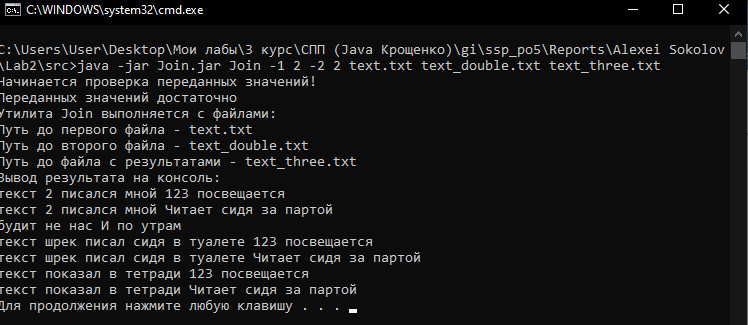 C:\WINDOWS\system32\cmd.exe
C:\Users\User\Desktop\Мои лабы\3 курс\СПП (Java Крощенко)\gi\ssp_po5\Reports\Alexei Sokolov
\Lab2\src>java -jar Join.jar Join -1 2 -2 2 text.txt text_double.txt text_three.txt
Начинается проверка переданных значений!
Переданных значений достаточно
Утилита Join выполняется с файлами:
Путь до первого файла - text.txt
Путь до второго файла - text_double.txt
Путь до файла с результатами - text_three.txt
Вывод результата на консоль:
текст 2 писался мной 123 посвещается
текст 2 писался мной Читает сидя за партой
будит не нас И по утрам
текст шрек писал сидя в туалете 123 посвещается
текст шрек писал сидя в туалете Читает сидя за партой
текст показал в тетради 123 посвещается
текст показал в тетради Читает сидя за партой
Для продолжения нажмите любую клавишу . . .